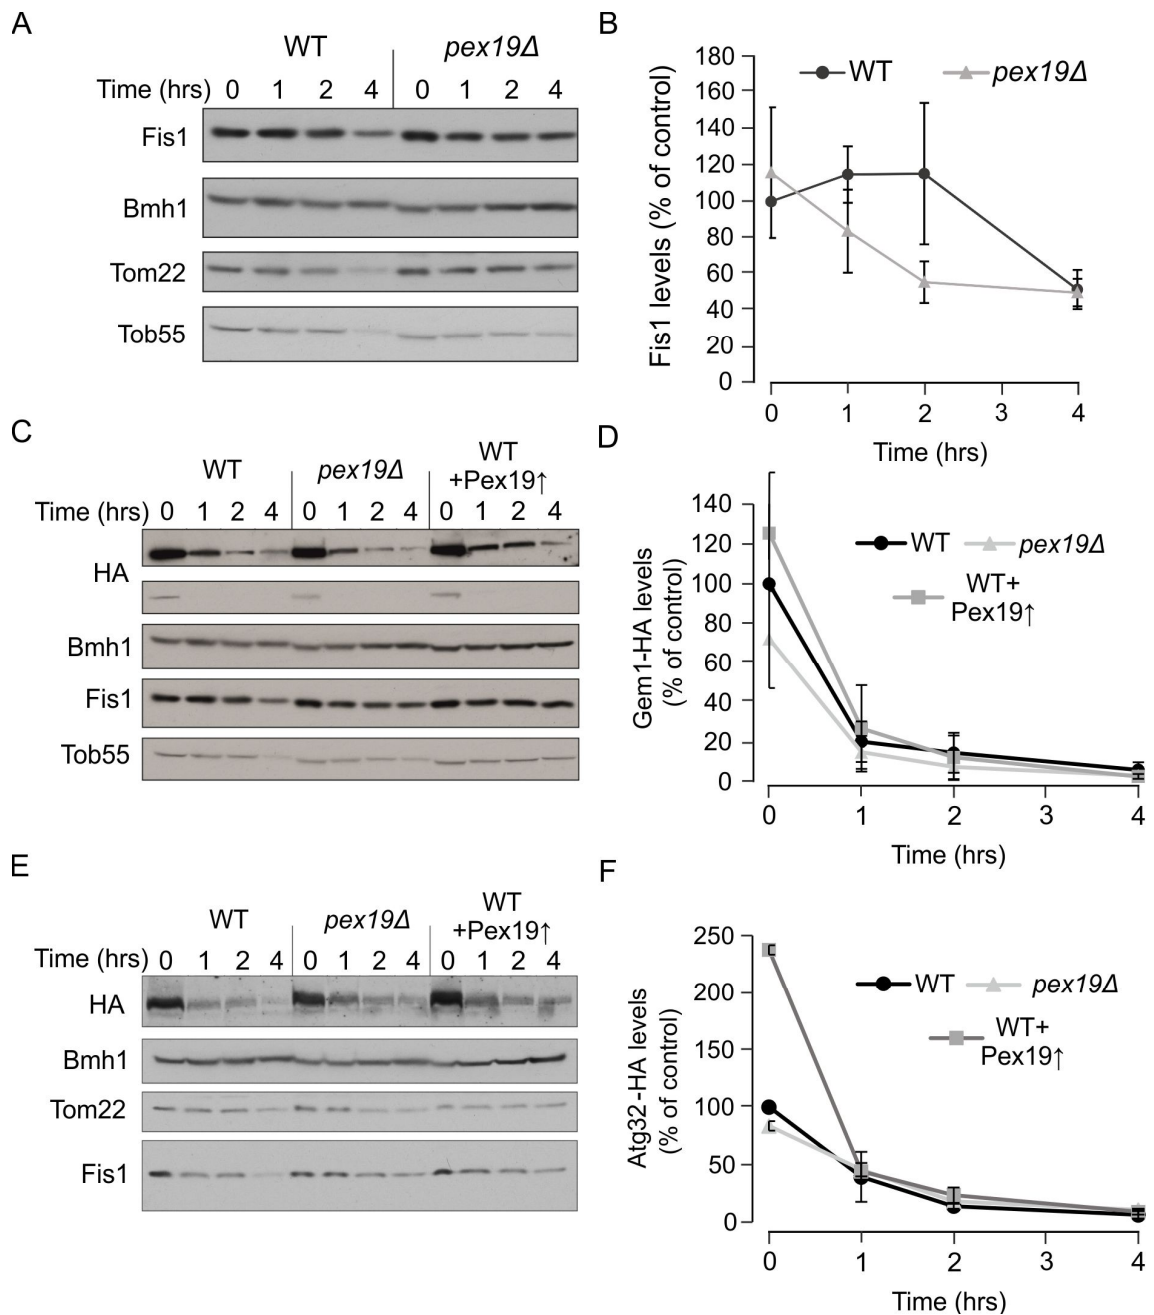 A
WT pex19Δ
Time (hrs) 0 1 2 4 0 1 2 4
Fis1
Bmh1
Tom22
Tob55
B
WT pex19Δ
Fis1 levels (% of control)
180
160
140
120
100
80
60
40
20
0
0 1 2 3 4
Time (hrs)
C
WT pex19Δ WT
+Pex19↑
Time (hrs) 0 1 2 4 0 1 2 4 0 1 2 4
HA
Bmh1
Fis1
Tob55
D
WT pex19Δ
WT+
Pex19↑
Gem1-HA levels
(% of control)
140
120
100
80
60
40
20
0
0 1 2 3 4
Time (hrs)
E
WT pex19Δ WT
+Pex19↑
Time (hrs) 0 1 2 4 0 1 2 4 0 1 2 4
HA
Bmh1
Tom22
Fis1
F
WT pex19Δ
WT+
Pex19↑
Atg32-HA levels
(% of control)
250
200
150
100
50
0
0 1 2 3 4
Time (hrs)